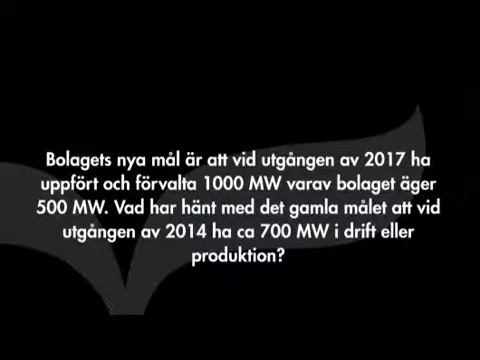 Bolagets nya mål är att vid utgången av 2017 ha
uppfört och förvalta 1000 MW varav bolaget äger
500 MW. Vad har hänt med det gamla målet att vid
utgången av 2014 ha ca 700 MW i drift eller
produktion?